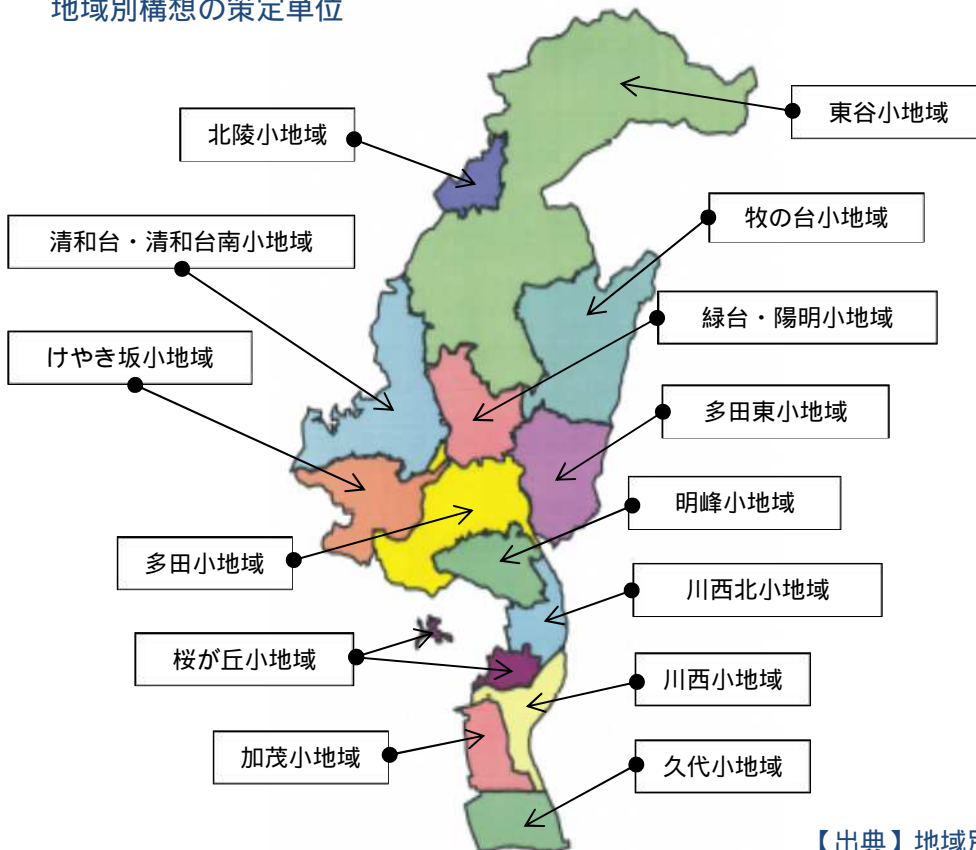 地域別構想の策定単位
東谷小地域
北陵小地域
牧の台小地域
清和台・清和台南小地域
緑台・陽明小地域
けやき坂小地域
多田東小地域
明峰小地域
多田小地域
川西北小地域
桜が丘小地域
川西小地域
加茂小地域
久代小地域
【出典】地域別